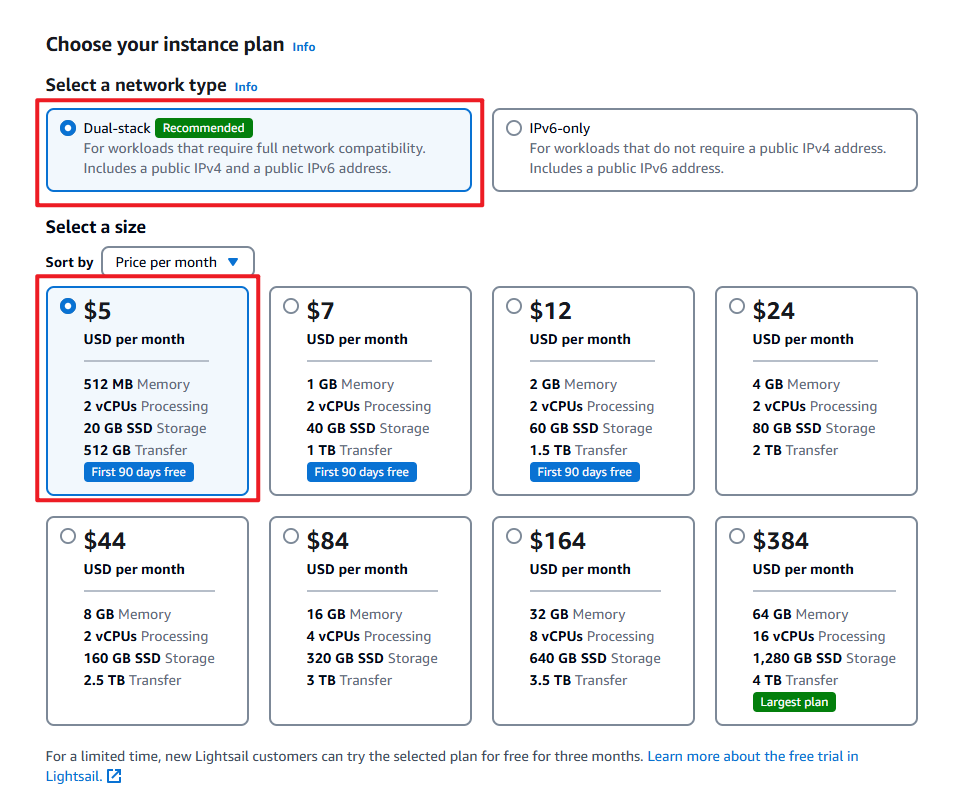 Choose your instance plan Info
Select a network type Info
Dual-stack Recommended
For workloads that require full network compatibility.
Includes a public IPv4 and a public IPv6 address.
IPv6-only
For workloads that do not require a public IPv4 address.
Includes a public IPv6 address.
Select a size
Sort by Price per month
$5
USD per month
512 MB Memory
2 vCPUs Processing
20 GB SSD Storage
512 GB Transfer
First 90 days free
$7
USD per month
1 GB Memory
2 vCPUs Processing
40 GB SSD Storage
1 TB Transfer
First 90 days free
$12
USD per month
2 GB Memory
2 vCPUs Processing
60 GB SSD Storage
1.5 TB Transfer
First 90 days free
$24
USD per month
4 GB Memory
2 vCPUs Processing
80 GB SSD Storage
2 TB Transfer
$44
USD per month
8 GB Memory
2 vCPUs Processing
160 GB SSD Storage
2.5 TB Transfer
$84
USD per month
16 GB Memory
4 vCPUs Processing
320 GB SSD Storage
3 TB Transfer
$164
USD per month
32 GB Memory
8 vCPUs Processing
640 GB SSD Storage
3.5 TB Transfer
$384
USD per month
64 GB Memory
16 vCPUs Processing
1,280 GB SSD Storage
4 TB Transfer
Largest plan
For a limited time, new Lightsail customers can try the selected plan for free for three months. Learn more about the free trial in
Lightsail.